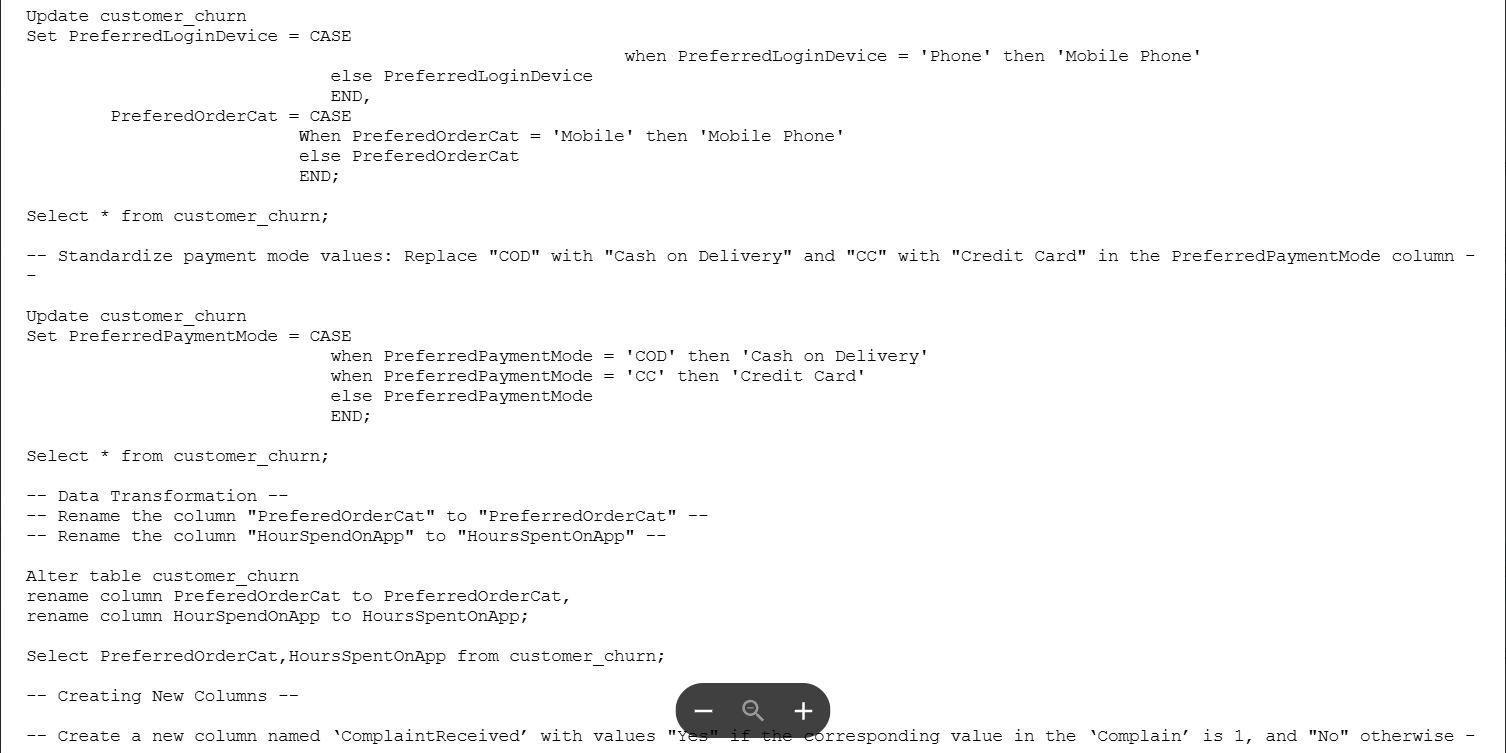 Update customer_churn
Set PreferredLoginDevice = CASE
when PreferredLoginDevice = 'Phone' then 'Mobile Phone'
else PreferredLoginDevice
END,
PreferedOrderCat = CASE
When PreferedOrderCat = 'Mobile' then 'Mobile Phone'
else PreferedOrderCat
END;
Select * from customer_churn;
-- Standardize payment mode values: Replace "COD" with "Cash on Delivery" and "CC" with "Credit Card" in the PreferredPaymentMode column -
-
Update customer_churn
Set PreferredPaymentMode = CASE
when PreferredPaymentMode = 'COD' then 'Cash on Delivery'
when PreferredPaymentMode = 'CC' then 'Credit Card'
else PreferredPaymentMode
END;
Select * from customer_churn;
-- Data Transformation --
-- Rename the column "PreferedOrderCat" to "PreferredOrderCat" --
-- Rename the column "HourSpendOnApp" to "HoursSpentOnApp" --
Alter table customer_churn
rename column PreferedOrderCat to PreferredOrderCat,
rename column HourSpendOnApp to HoursSpentOnApp;
Select PreferredOrderCat,HoursSpentOnApp from customer_churn;
-- Creating New Columns --
-- Create a new column named ‘ComplaintReceived’ with values "Yes" if the corresponding value in the ‘Complain’ is 1, and "No" otherwise -